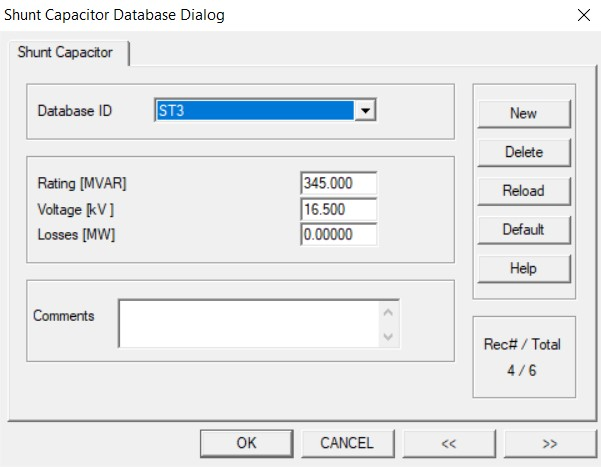 Shunt Capacitor Database Dialog
Shunt Capacitor
Database ID ST3
New
Delete
Reload
Default
Help
Rating [MVAR] 345.000
Voltage [kV ] 16.500
Losses [MW] 0.00000
Comments
Rec# / Total
4 / 6
OK CANCEL << >>